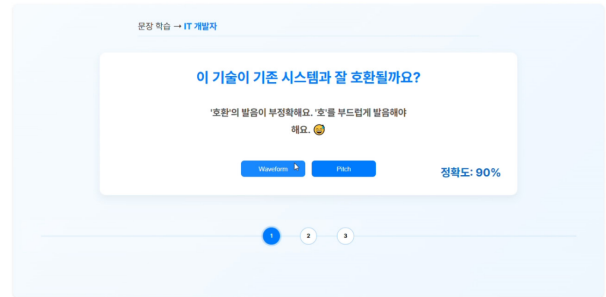 문장 학습 → IT 개발자
이 기술이 기존 시스템과 잘 호환될까요?
'호환'의 발음이 부정확해요. '호'를 부드럽게 발음해야
해요. 😅
Waveform
Pitch
정확도: 90%
1
2
3